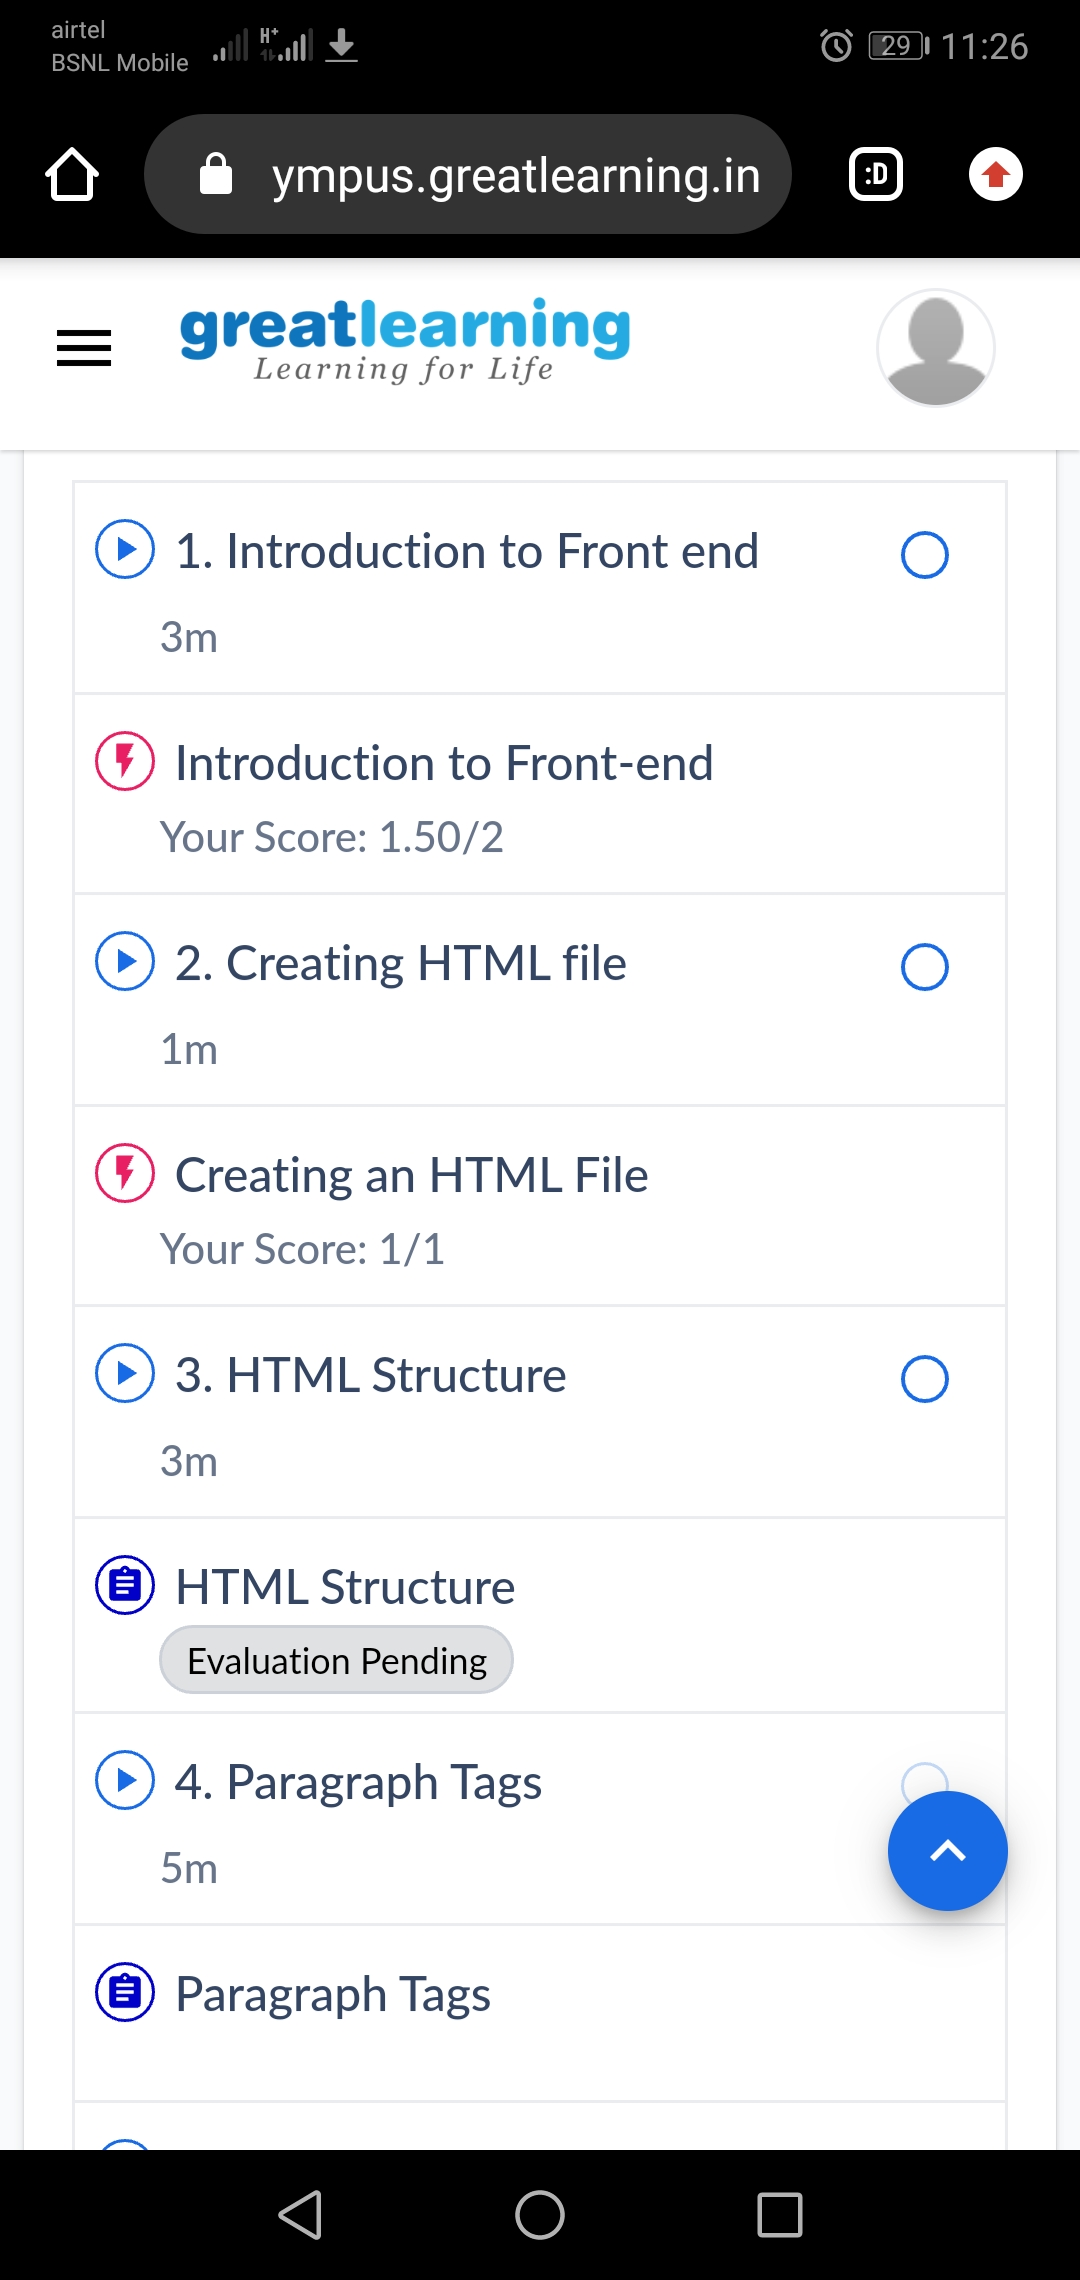 airtel
BSNL Mobile
H+
29
11:26
ympus.greatlearning.in
:D
greatlearning
Learning for Life
1. Introduction to Front end
3m
Introduction to Front-end
Your Score: 1.50/2
2. Creating HTML file
1m
Creating an HTML File
Your Score: 1/1
3. HTML Structure
3m
HTML Structure
Evaluation Pending
4. Paragraph Tags
5m
Paragraph Tags